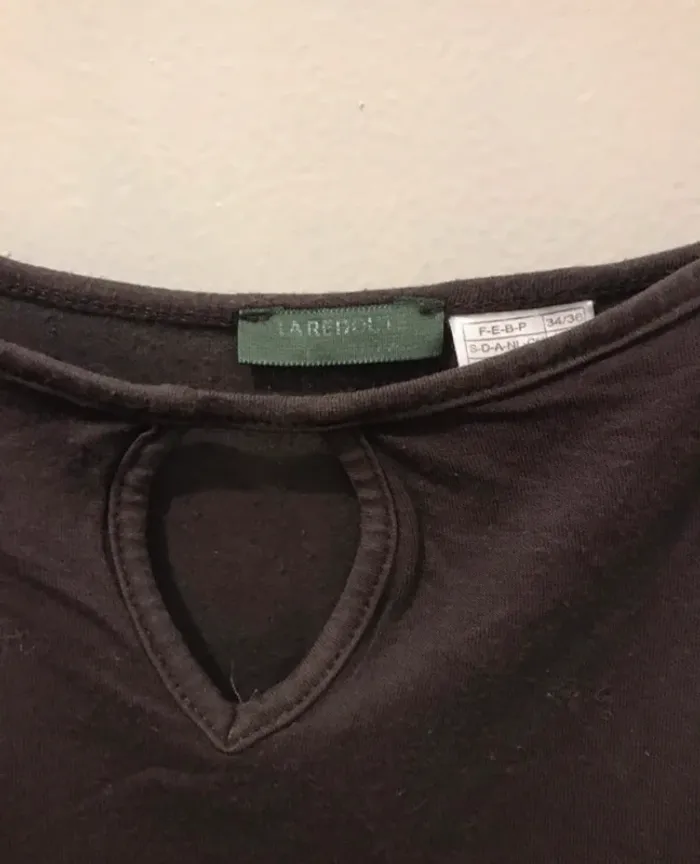 LA REDOUTE
F-E-B-P 34/36
S-D-A-NL